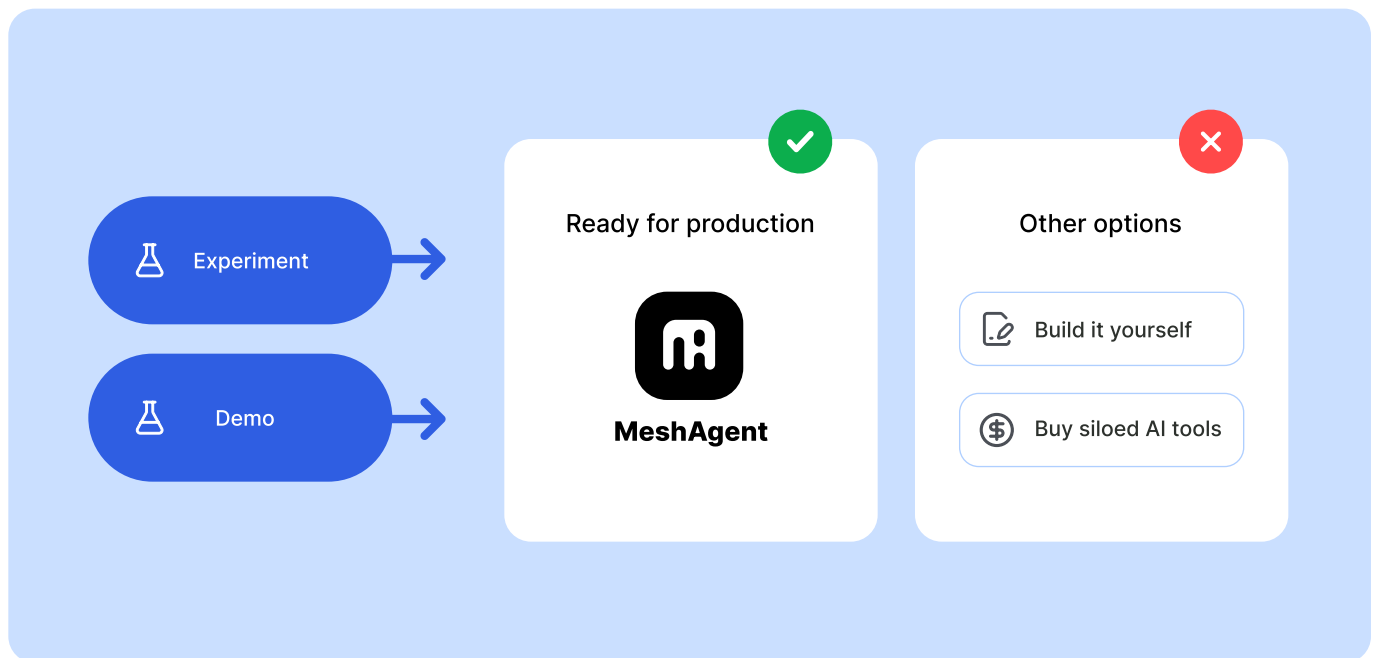 Experiment
Demo
Ready for production
MeshAgent
Other options
Build it yourself
Buy siloed AI tools